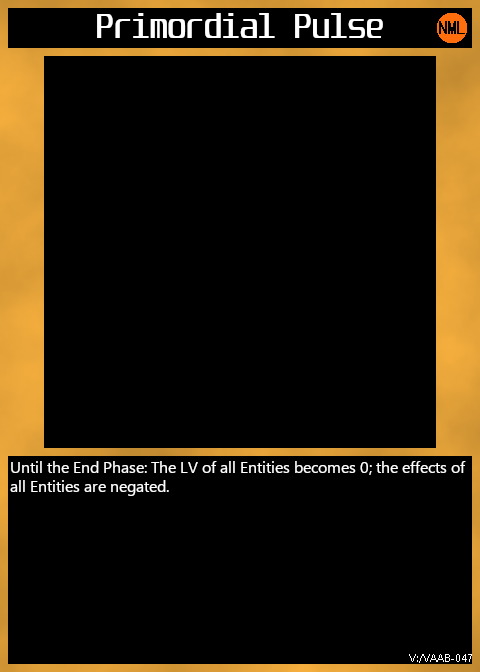 Primordial Pulse
NML
Until the End Phase: The LV of all Entities becomes 0; the effects of
all Entities are negated.
V:/VAAB-047